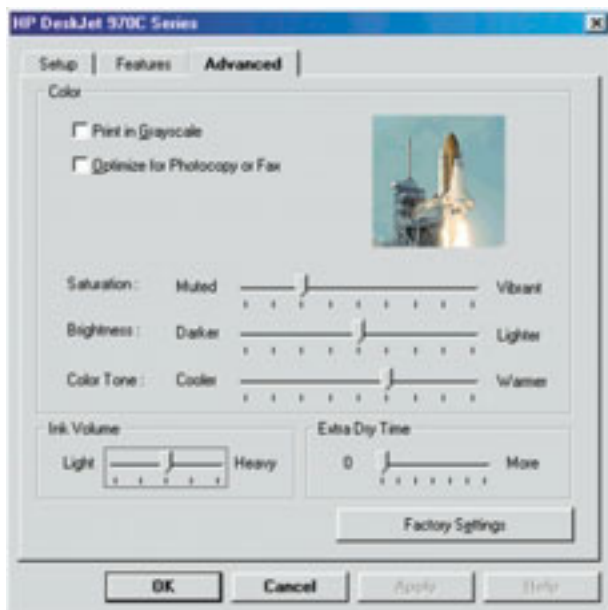 HP DeskJet 970C Series
Setup Features Advanced
Color
Print in Grayscale
Optimize for Photocopy or Fax
Saturation : Muted Vibrant
Brightness : Darker Lighter
Color Tone : Cooler Warmer
Ink Volume Extra Dry Time
Light Heavy 0 More
Factory Settings
OK Cancel Apply Help